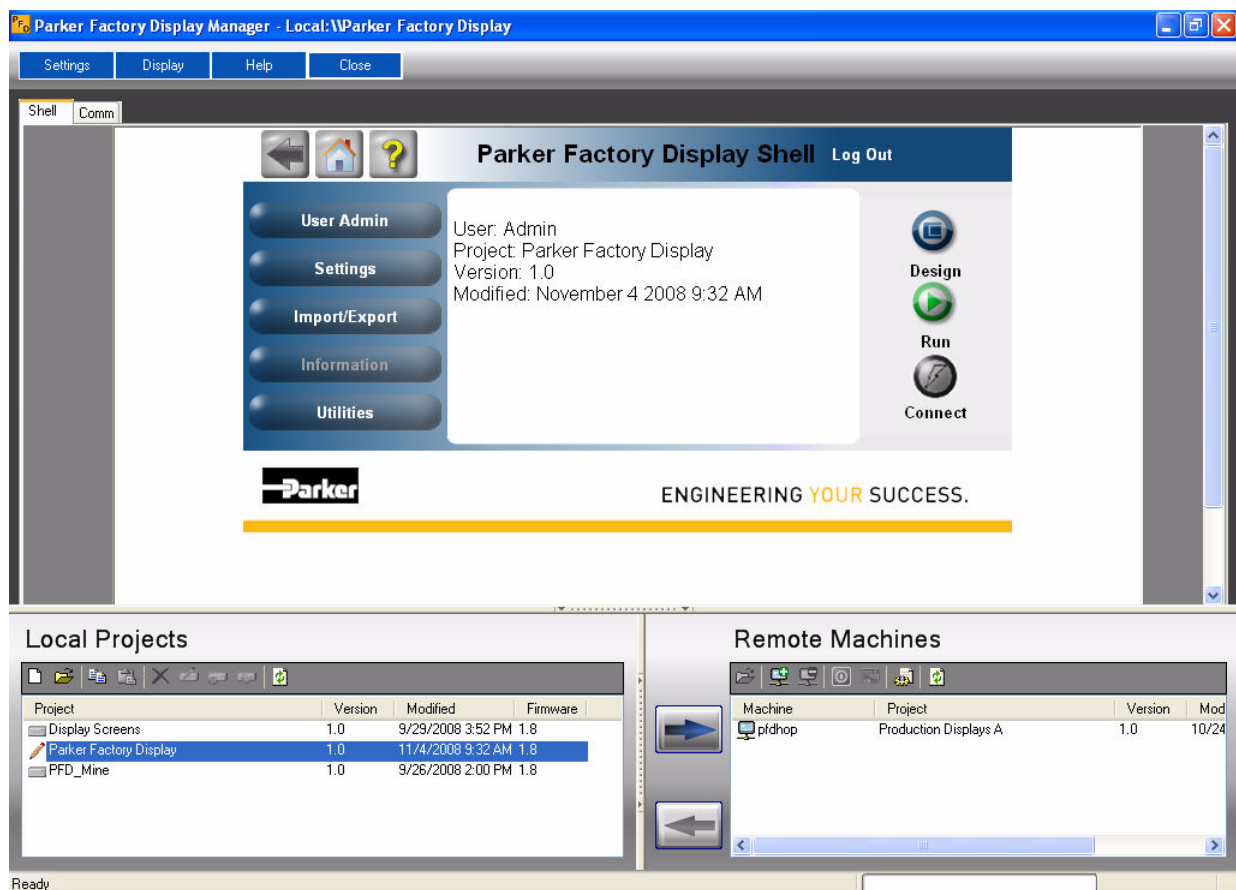 PFD Parker Factory Display Manager - Local:\\Parker Factory Display
Settings Display Help Close
Shell Comm
Parker Factory Display Shell Log Out
User Admin
Settings
Import/Export
Information
Utilities
User: Admin
Project: Parker Factory Display
Version: 1.0
Modified: November 4 2008 9:32 AM
Design
Run
Connect
Parker
ENGINEERING YOUR SUCCESS.
Local Projects
Project Version Modified Firmware
Display Screens 1.0 9/29/2008 3:52 PM 1.8
Parker Factory Display 1.0 11/4/2008 9:32 AM 1.8
PFD_Mine 1.0 9/26/2008 2:00 PM 1.8
Remote Machines
Machine Project Version Mod
pfdhop Production Displays A 1.0 10/24
Ready